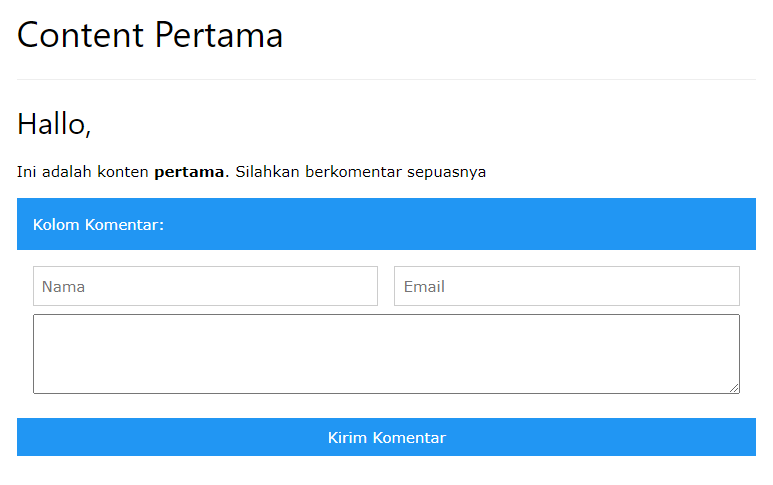 Content Pertama
Hallo,
Ini adalah konten pertama. Silahkan berkomentar sepuasnya
Kolom Komentar:
Nama Email
Kirim Komentar